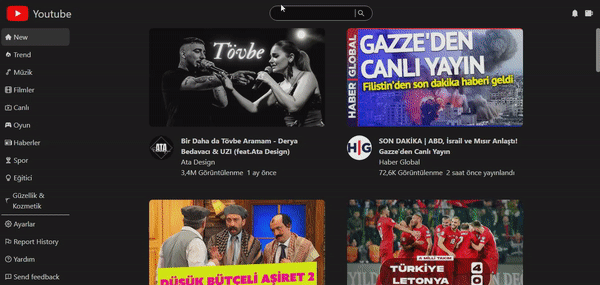 Youtube
New
Trend
Müzik
Filmler
Canlı
Oyun
Haberler
Spor
Eğitici
Güzellik &
Kozmetik
Ayarlar
Report History
Yardım
Send feedback
Tövbe
ATA
Bir Daha da Tövbe Aramam - Derya
Bedavacı & UZI (feat.Ata Design)
Ata Design
3,4M Görüntülenme 1 ay önce
HABER GLOBAL
GAZZE'DEN
CANLI YAYIN
Filistin'den son dakika haberi geldi
H|G
SON DAKİKA | ABD, İsrail ve Mısır Anlaştı!
Gazze'den Canlı Yayın
Haber Global
72,6K Görüntülenme 2 saat önce yayınlandı
DÜŞÜK BÜTÇELİ AŞİRET 2
A MİLLİ TAKIM
TÜRKİYE 4
LETONYA 0